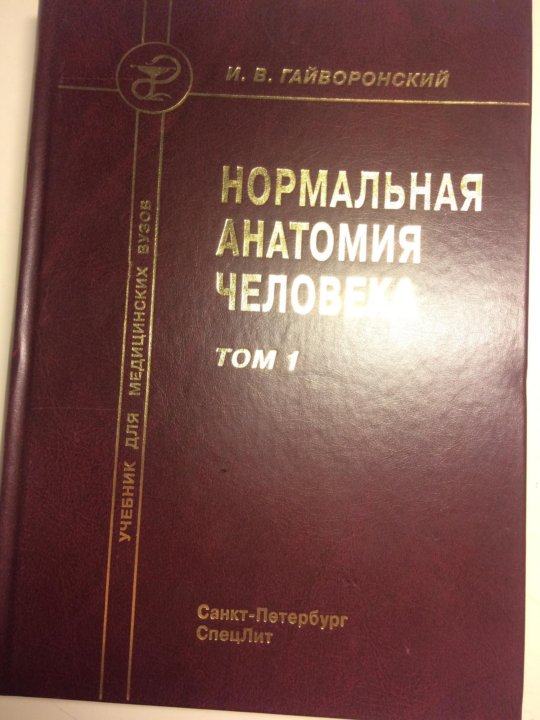 И. В. ГАЙВОРОНСКИЙ
НОРМАЛЬНАЯ
АНАТОМИЯ
ЧЕЛОВЕКА
ТОМ 1
УЧЕБНИК ДЛЯ МЕДИЦИНСКИХ ВУЗОВ
Санкт-Петербург
СпецЛит